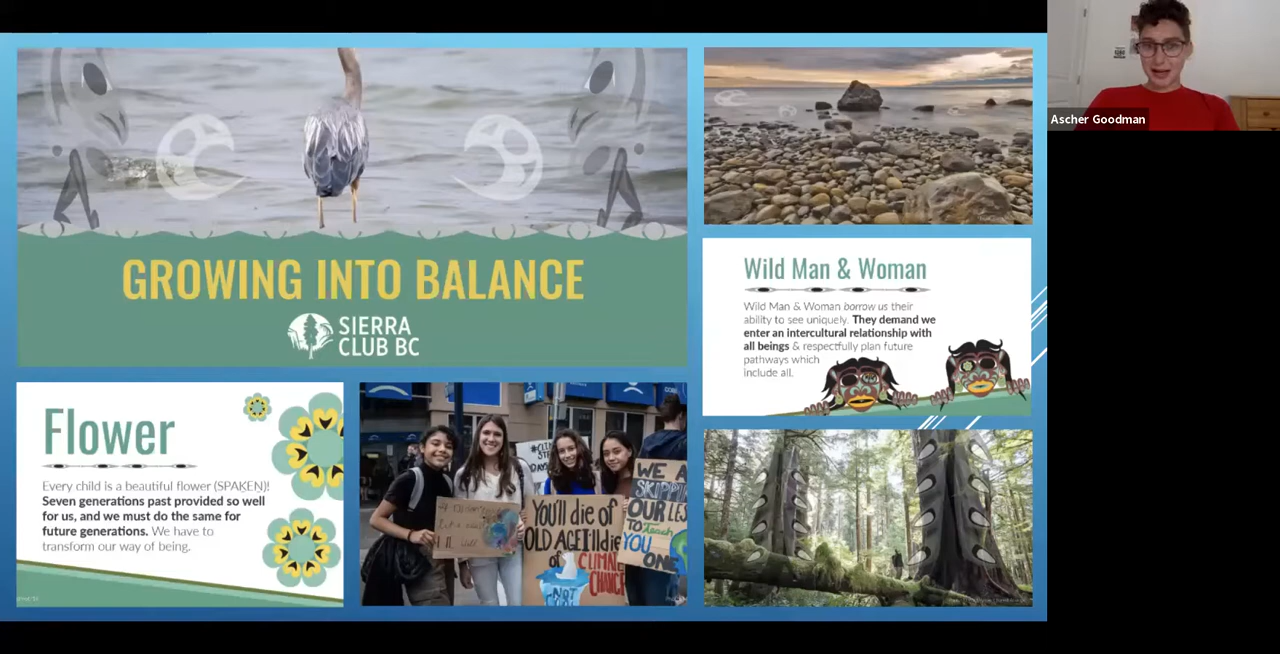 GROWING INTO BALANCE
SIERRA
CLUB BC
Ascher Goodman
Wild Man & Woman
Wild Man & Woman borrow us their
ability to see uniquely. They demand we
enter an intercultural relationship with
all beings & respectfully plan future
pathways which
include all.
Flower
Every child is a beautiful flower (SPAḴEN)!
Seven generations past provided so well
for us, and we must do the same for
future generations. We have to
transform our way of being.
YOU'll die of
OLD AGE I'll die
of CLIMATE
CHANGE
NOT
WE A
SKIPPI
OUR LES
TO Teach
YOU
ONE